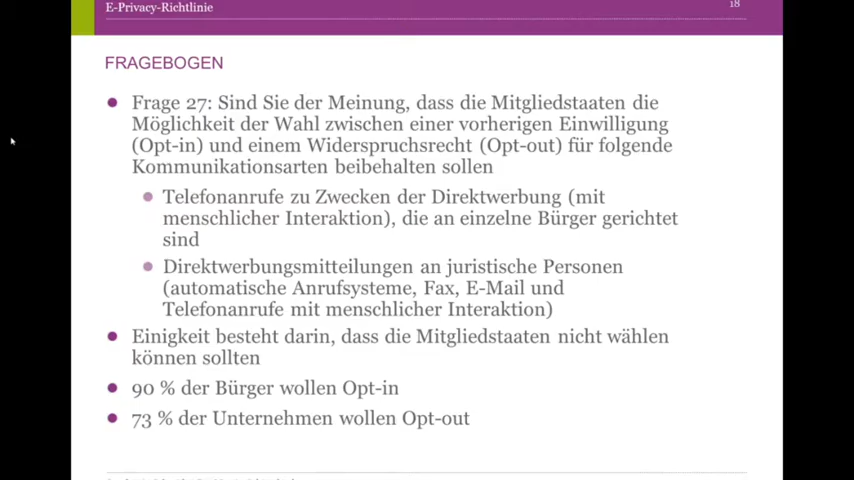 E-Privacy-Richtlinie
18
FRAGEBOGEN
Frage 27: Sind Sie der Meinung, dass die Mitgliedstaaten die
Möglichkeit der Wahl zwischen einer vorherigen Einwilligung
(Opt-in) und einem Widerspruchsrecht (Opt-out) für folgende
Kommunikationsarten beibehalten sollen
Telefonanrufe zu Zwecken der Direktwerbung (mit
menschlicher Interaktion), die an einzelne Bürger gerichtet
sind
Direktwerbungsmitteilungen an juristische Personen
(automatische Anrufsysteme, Fax, E-Mail und
Telefonanrufe mit menschlicher Interaktion)
Einigkeit besteht darin, dass die Mitgliedstaaten nicht wählen
können sollten
90 % der Bürger wollen Opt-in
73 % der Unternehmen wollen Opt-out